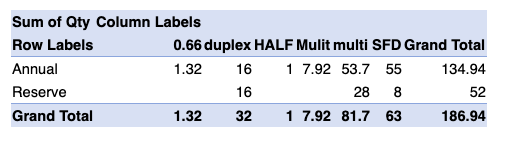 Sum of Qty Column Labels
Row Labels 0.66 duplex HALF Mulit multi SFD Grand Total
Annual 1.32 16 1 7.92 53.7 55 134.94
Reserve 16 28 8 52
Grand Total 1.32 32 1 7.92 81.7 63 186.94